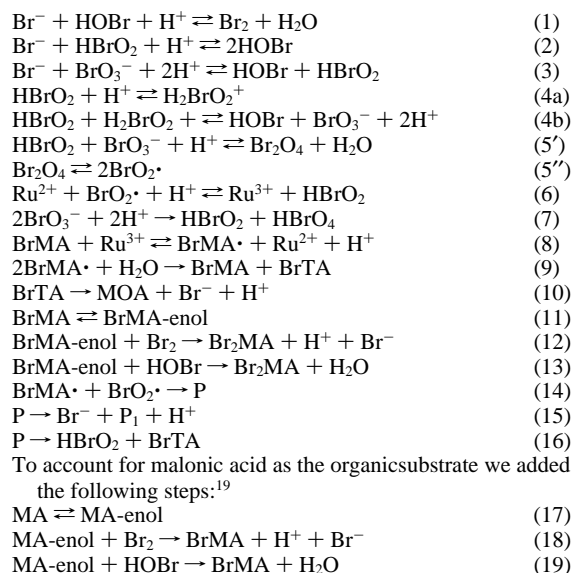 Br⁻ + HOBr + H⁺ ⇌ Br₂ + H₂O (1)
Br⁻ + HBrO₂ + H⁺ ⇌ 2HOBr (2)
Br⁻ + BrO₃⁻ + 2H⁺ ⇌ HOBr + HBrO₂ (3)
HBrO₂ + H⁺ ⇌ H₂BrO₂⁺ (4a)
HBrO₂ + H₂BrO₂ + ⇌ HOBr + BrO₃⁻ + 2H⁺ (4b)
HBrO₂ + BrO₃⁻ + H⁺ ⇌ Br₂O₄ + H₂O (5′)
Br₂O₄ ⇌ 2BrO₂• (5″)
Ru²⁺ + BrO₂• + H⁺ ⇌ Ru³⁺ + HBrO₂ (6)
2BrO₃⁻ + 2H⁺ → HBrO₂ + HBrO₄ (7)
BrMA + Ru³⁺ ⇌ BrMA• + Ru²⁺ + H⁺ (8)
2BrMA• + H₂O → BrMA + BrTA (9)
BrTA → MOA + Br⁻ + H⁺ (10)
BrMA ⇌ BrMA-enol (11)
BrMA-enol + Br₂ → Br₂MA + H⁺ + Br⁻ (12)
BrMA-enol + HOBr → Br₂MA + H₂O (13)
BrMA• + BrO₂• → P (14)
P → Br⁻ + P₁ + H⁺ (15)
P → HBrO₂ + BrTA (16)
To account for malonic acid as the organicsubstrate we added
the following steps:¹⁹
MA ⇌ MA-enol (17)
MA-enol + Br₂ → BrMA + H⁺ + Br⁻ (18)
MA-enol + HOBr → BrMA + H₂O (19)